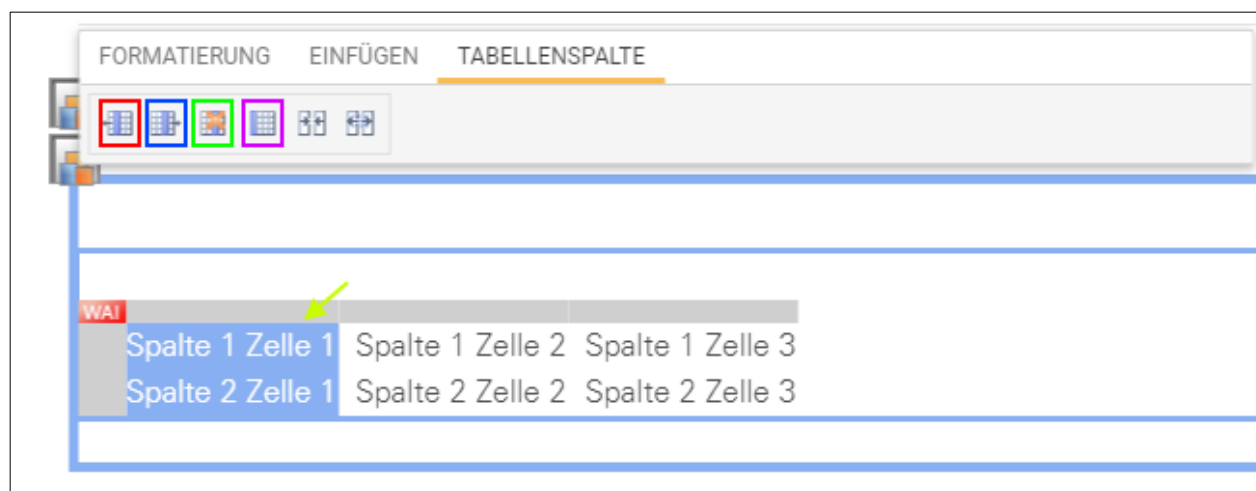 FORMATIERUNG EINFÜGEN TABELLENSPALTE
WAI
Spalte 1 Zelle 1 Spalte 1 Zelle 2 Spalte 1 Zelle 3
Spalte 2 Zelle 1 Spalte 2 Zelle 2 Spalte 2 Zelle 3